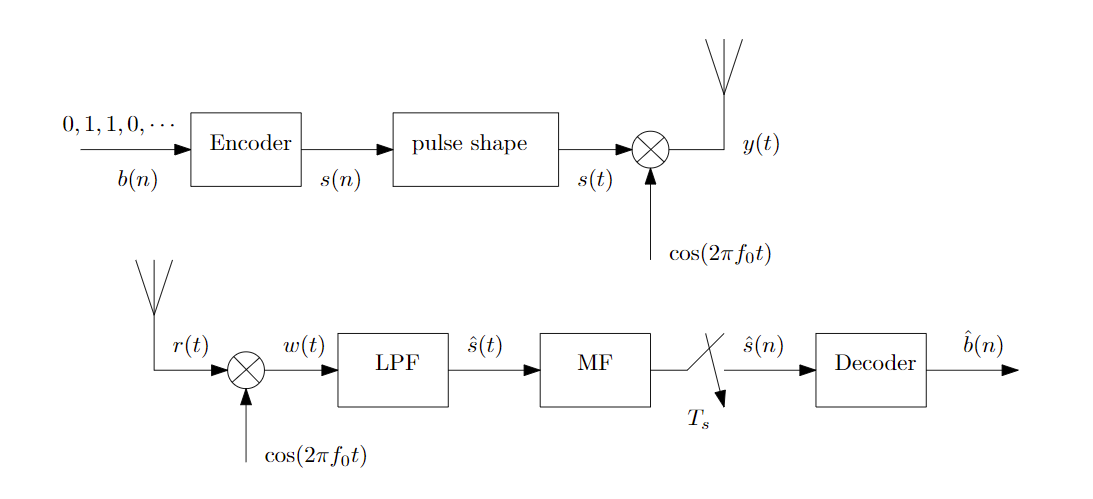 0, 1, 1, 0, ···
Encoder
pulse shape
y(t)
b(n)
s(n)
s(t)
cos(2πf₀t)
r(t)
w(t)
LPF
ŝ(t)
MF
ŝ(n)
Decoder
b̂(n)
Tₛ
cos(2πf₀t)